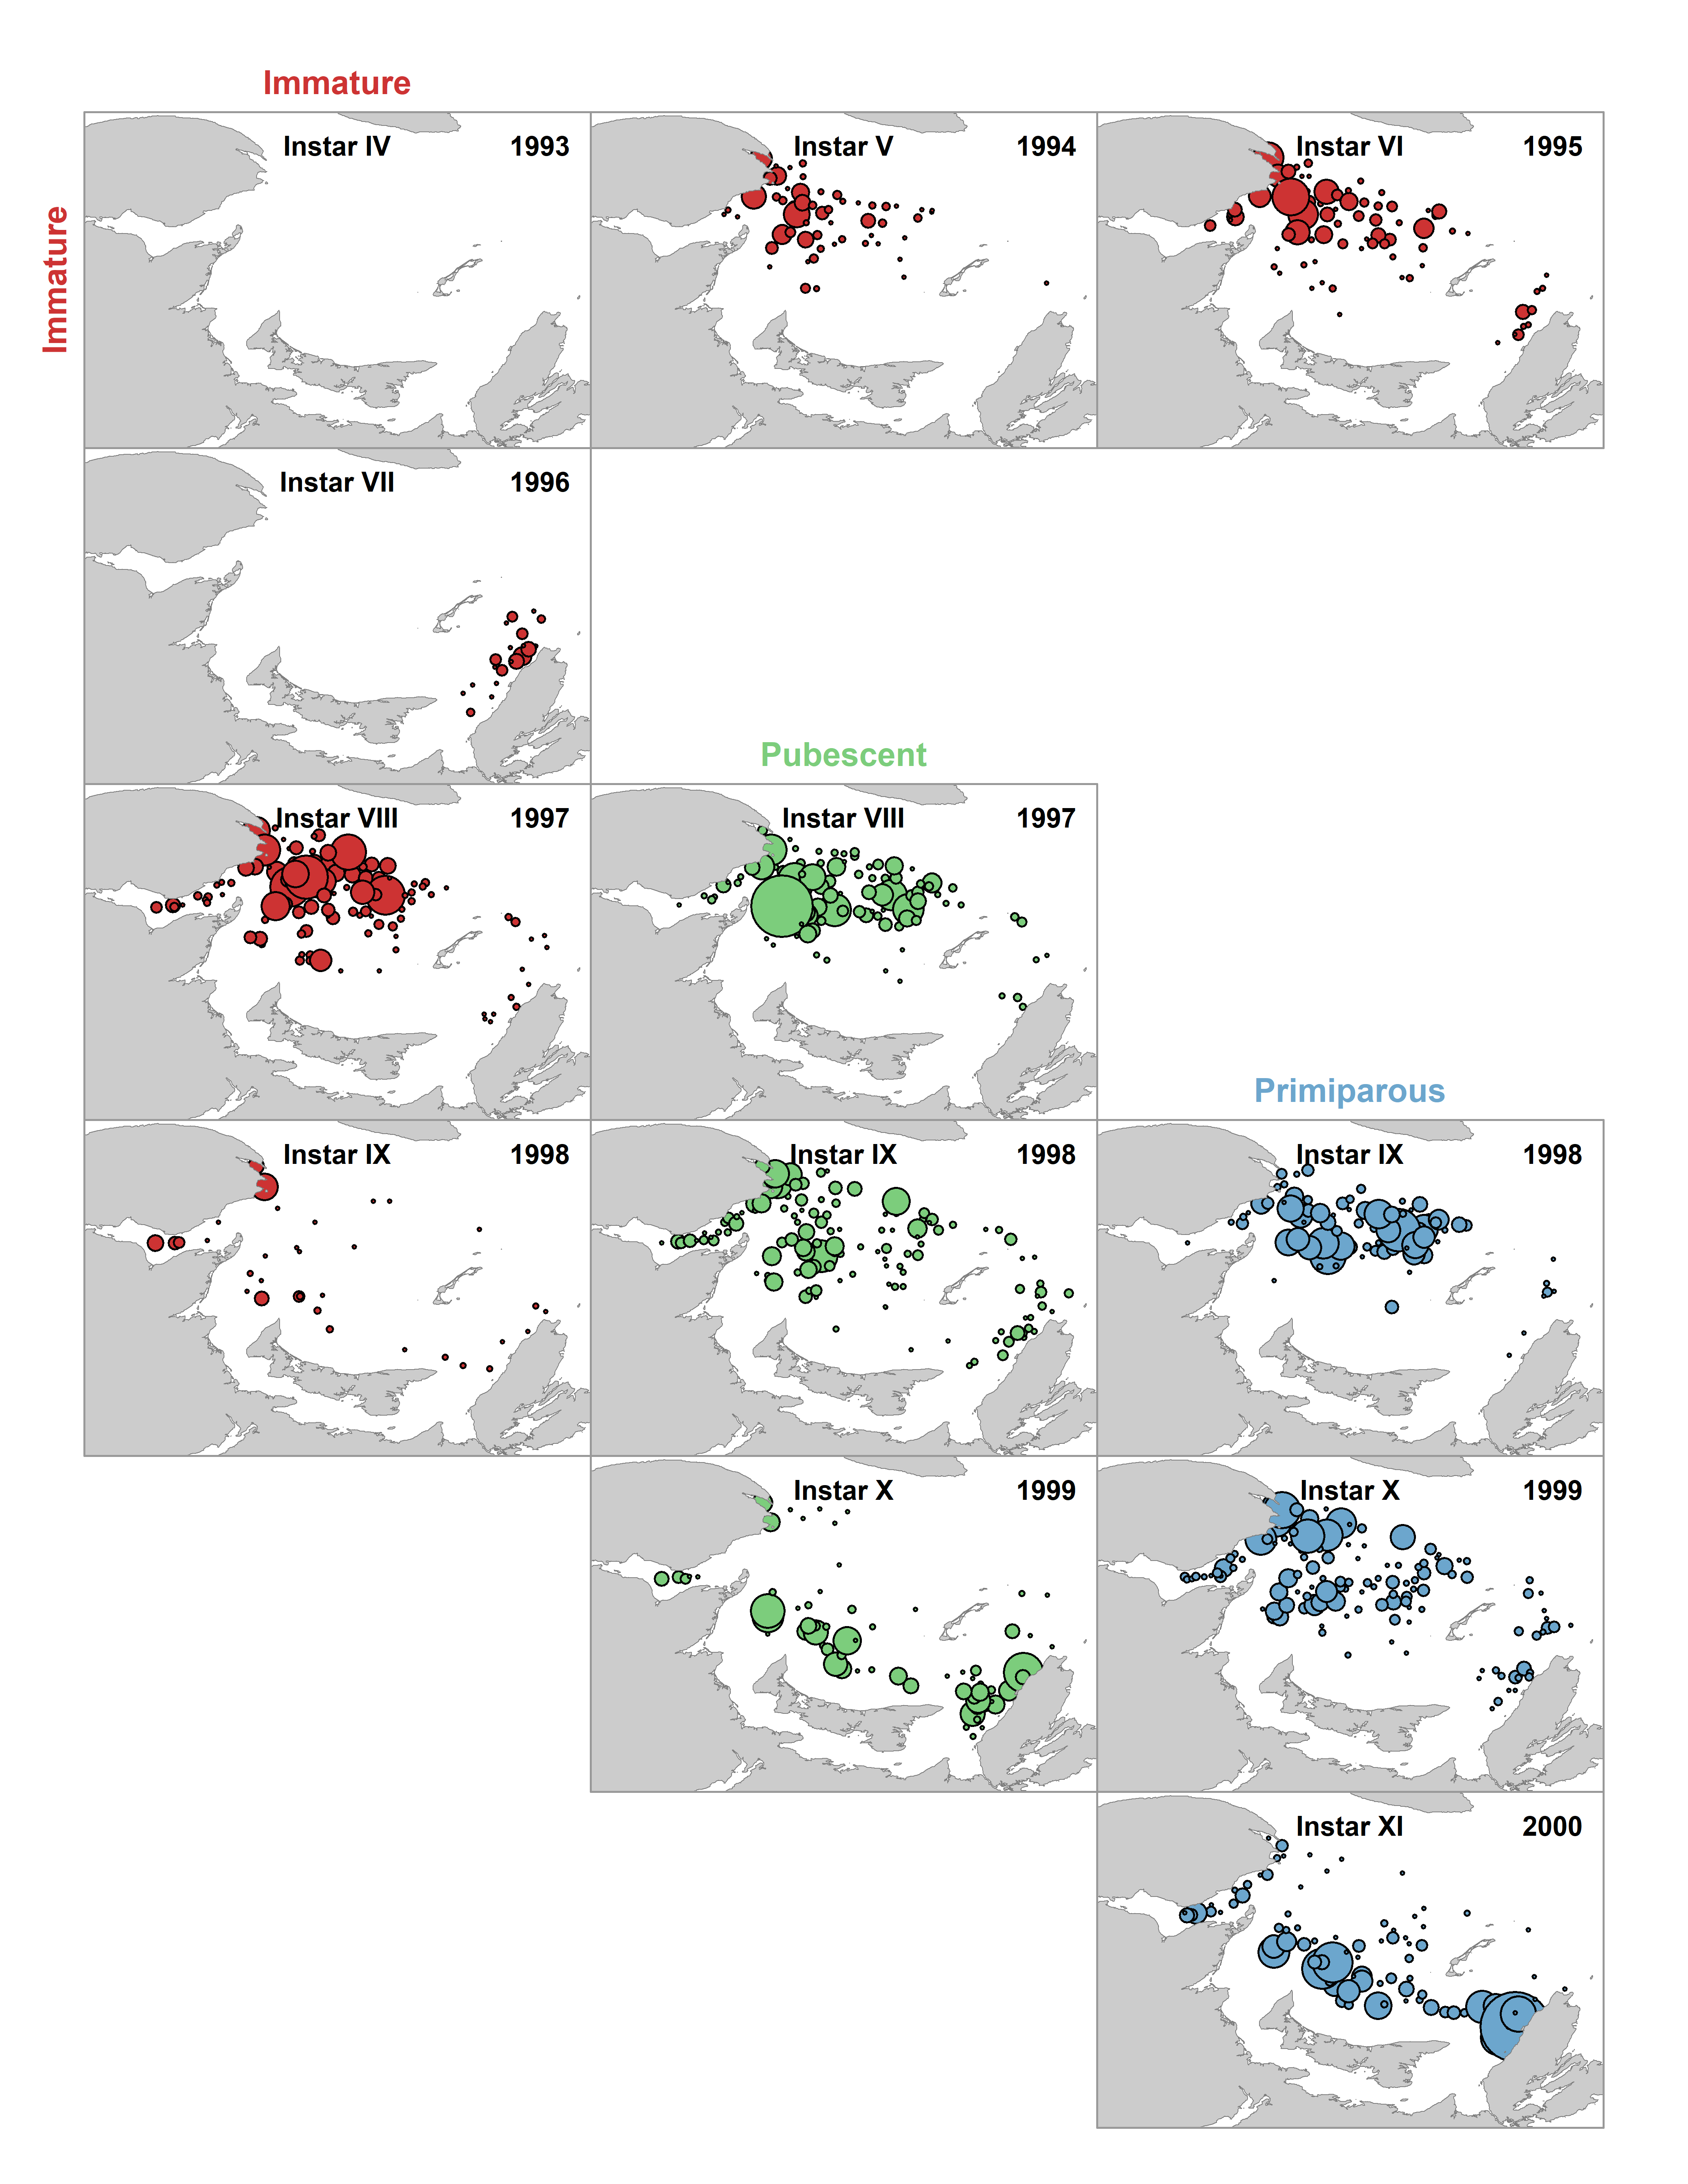 Immature
Immature
Instar IV 1993
Instar V 1994
Instar VI 1995
Instar VII 1996
Pubescent
Instar VIII 1997
Instar VIII 1997
Primiparous
Instar IX 1998
Instar IX 1998
Instar IX 1998
Instar X 1999
Instar X 1999
Instar XI 2000